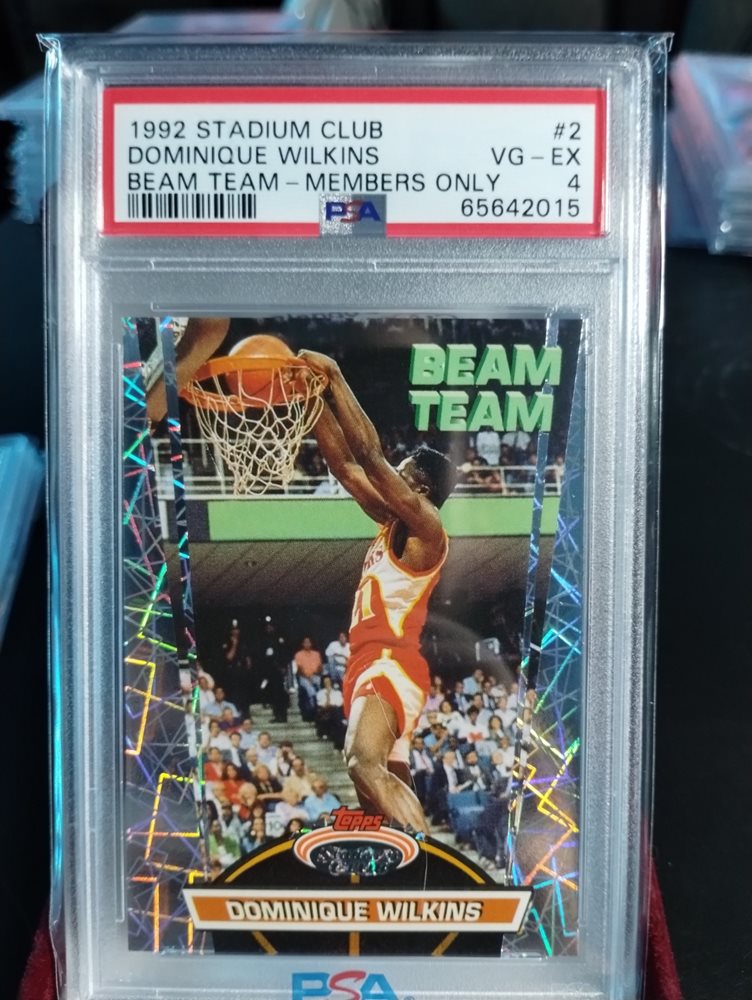 1992 STADIUM CLUB #2
DOMINIQUE WILKINS VG-EX
BEAM TEAM-MEMBERS ONLY 4
PSA 65642015
BEAM
TEAM
Topps
DOMINIQUE WILKINS
PSA